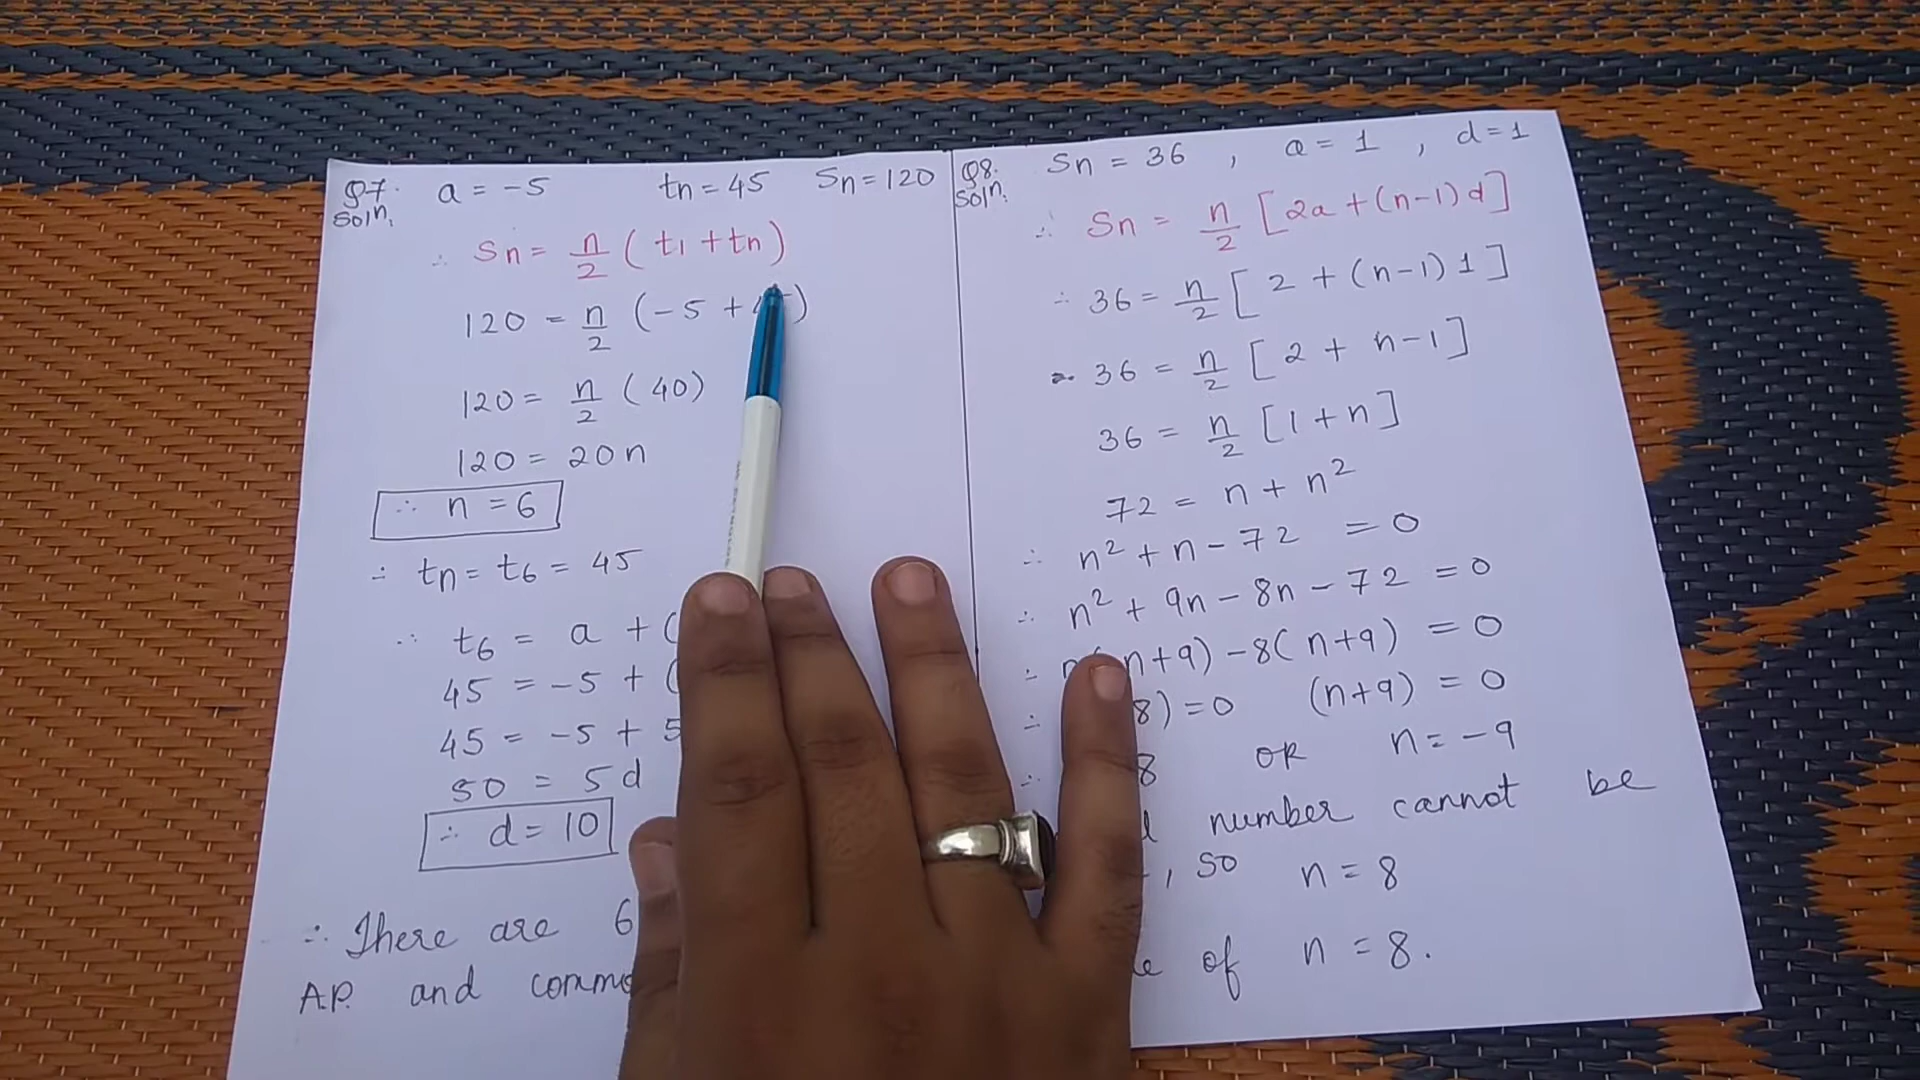 Q7. a = -5 tn = 45 Sn = 120
Soln.
∴ Sn = n/2 (t1 + tn)
120 = n/2 (-5 + )
120 = n/2 (40)
120 = 20n
∴ n = 6
∴ tn = t6 = 45
∴ t6 = a + (
45 = -5 + (
45 = -5 + 5
50 = 5d
∴ d = 10
∴ There are 6
A.P. and
Q8. Sn = 36 , a = 1 , d = 1
Soln.
∴ Sn = n/2 [2a + (n-1) d]
∴ 36 = n/2 [2 + (n-1) 1]
36 = n/2 [2 + n-1]
36 = n/2 [1 + n]
72 = n + n²
∴ n² + n - 72 = 0
∴ n² + 9n - 8n - 72 = 0
∴ n+9) - 8(n+9) = 0
∴ 8) = 0 (n+9) = 0
∴ 8 OR n = -9
number cannot be
, so n = 8
of n = 8.